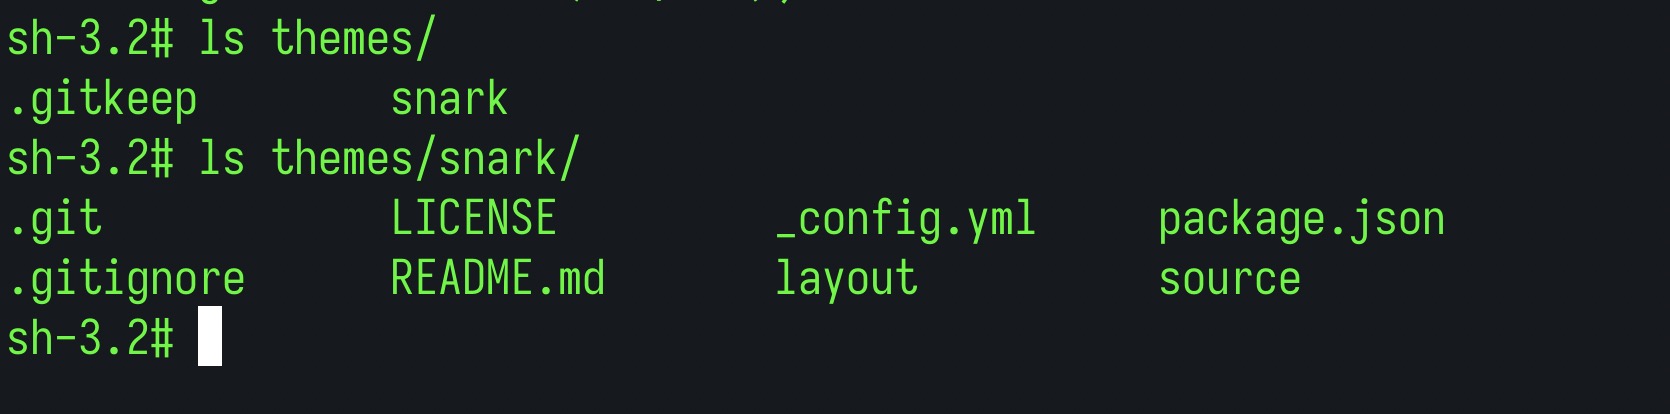 sh-3.2# ls themes/
.gitkeep snark
sh-3.2# ls themes/snark/
.git LICENSE _config.yml package.json
.gitignore README.md layout source
sh-3.2#